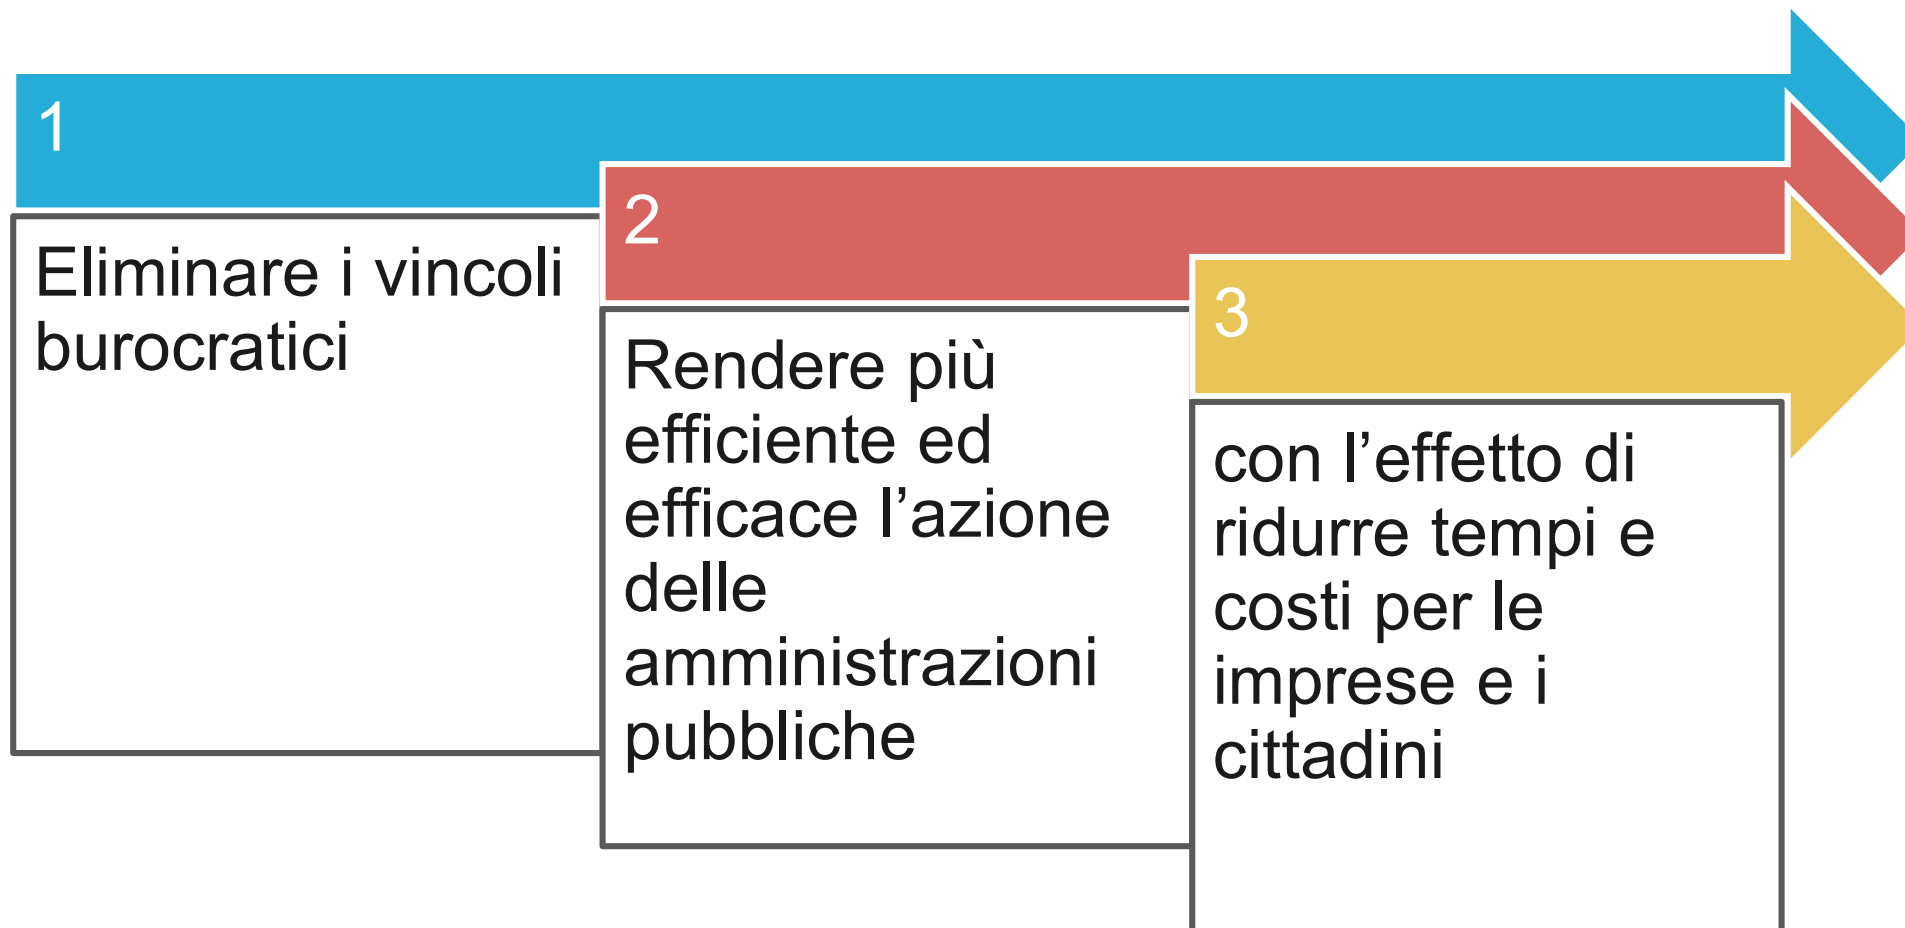 1
Eliminare i vincoli
burocratici
2
Rendere più
efficiente ed
efficace l’azione
delle
amministrazioni
pubbliche
3
con l’effetto di
ridurre tempi e
costi per le
imprese e i
cittadini